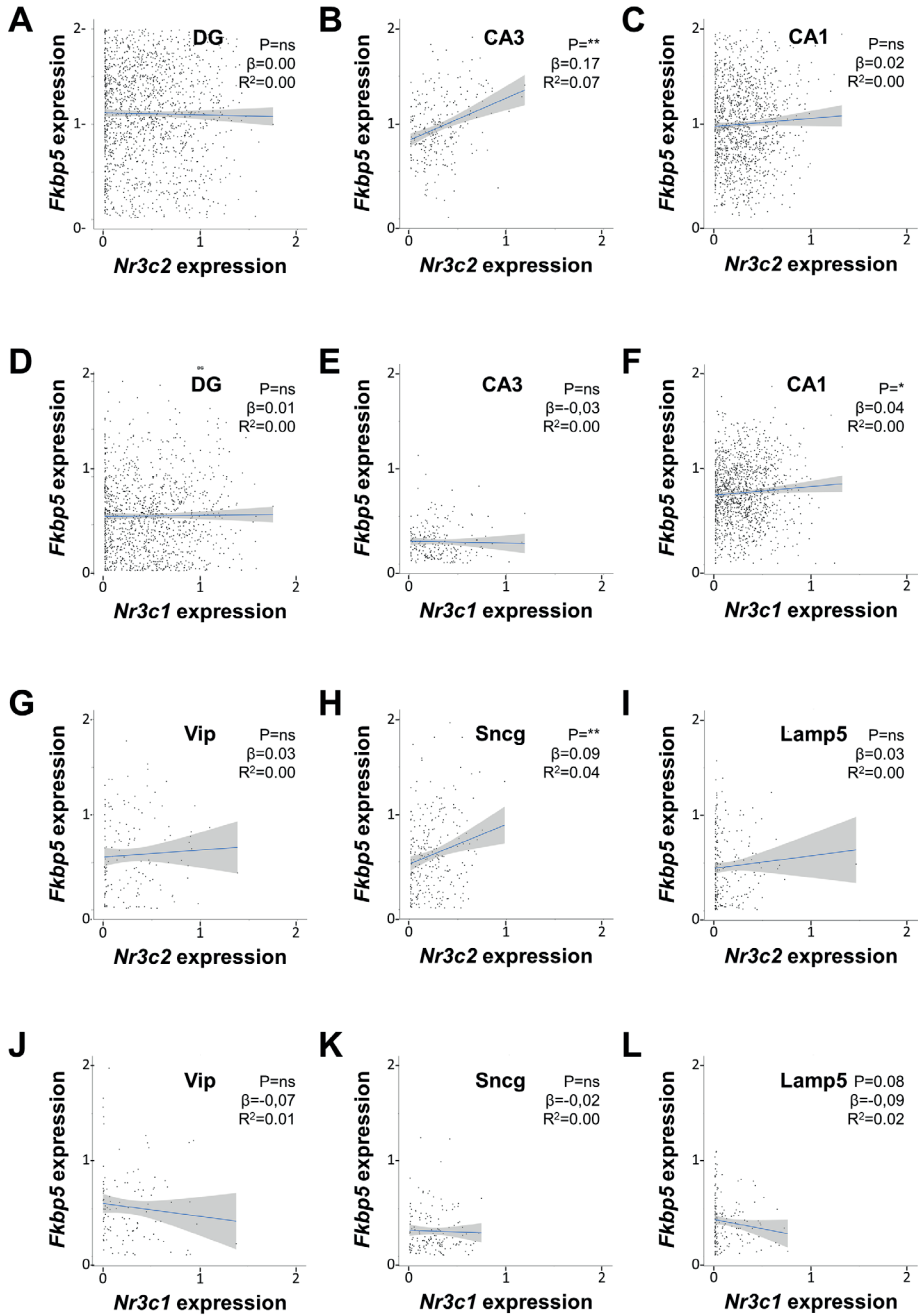 A
DG
P=ns
β=0.00
R²=0.00
Fkbp5 expression
2-
1
0-
0 1 2
Nr3c2 expression
B
CA3
P=**
β=0.17
R²=0.07
Fkbp5 expression
2
1
0
0 1 2
Nr3c2 expression
C
CA1
P=ns
β=0.02
R²=0.00
Fkbp5 expression
2
1
0
0 1 2
Nr3c2 expression
D
DG
P=ns
β=0.01
R²=0.00
Fkbp5 expression
2
1
0
0 1 2
Nr3c1 expression
E
CA3
P=ns
β=-0,03
R²=0.00
Fkbp5 expression
2
1
0
0 1 2
Nr3c1 expression
F
CA1
P=*
β=0.04
R²=0.00
Fkbp5 expression
2
1
0
0 1 2
Nr3c1 expression
G
Vip
P=ns
β=0.03
R²=0.00
Fkbp5 expression
2
1
0
0 1 2
Nr3c2 expression
H
Sncg
P=**
β=0.09
R²=0.04
Fkbp5 expression
2
1
0
0 1 2
Nr3c2 expression
I
Lamp5
P=ns
β=0.03
R²=0.00
Fkbp5 expression
2
1
0
0 1 2
Nr3c2 expression
J
Vip
P=ns
β=-0,07
R²=0.01
Fkbp5 expression
2
1
0
0 1 2
Nr3c1 expression
K
Sncg
P=ns
β=-0,02
R²=0.00
Fkbp5 expression
2
1
0
0 1 2
Nr3c1 expression
L
Lamp5
P=0.08
β=-0,09
R²=0.02
Fkbp5 expression
2
1
0
0 1 2
Nr3c1 expression